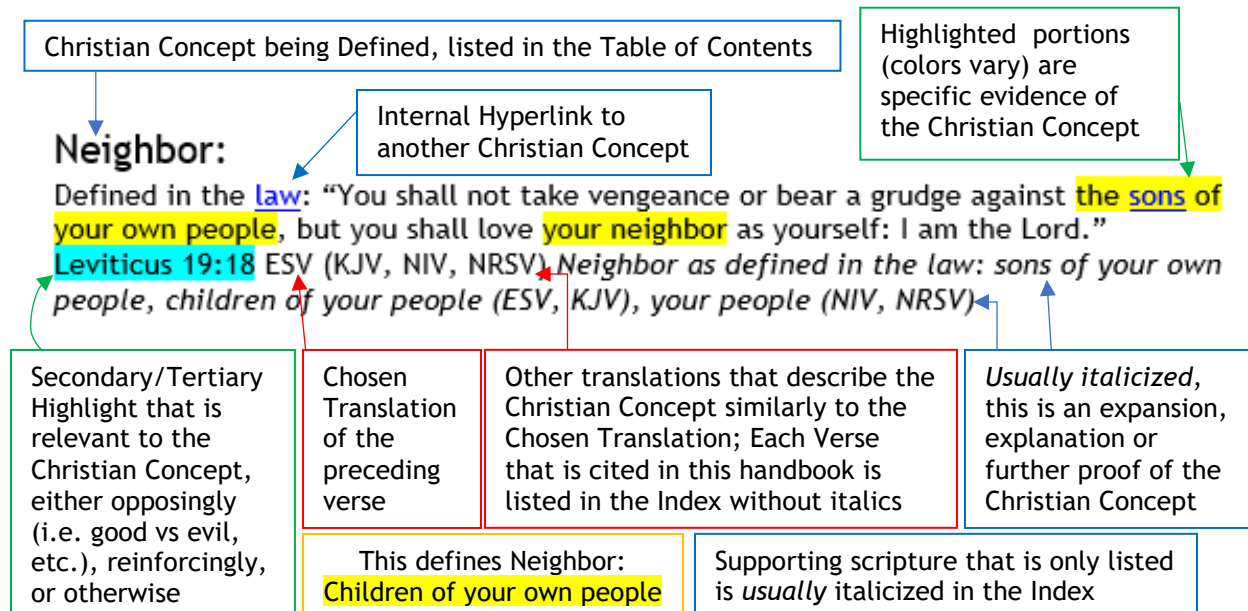 Christian Concept being Defined, listed in the Table of Contents
Highlighted portions
(colors vary) are
specific evidence of
the Christian Concept
Internal Hyperlink to
another Christian Concept
Neighbor:
Defined in the law: “You shall not take vengeance or bear a grudge against the sons of
your own people, but you shall love your neighbor as yourself: I am the Lord.”
Leviticus 19:18 ESV (KJV, NIV, NRSV) Neighbor as defined in the law: sons of your own
people, children of your people (ESV, KJV), your people (NIV, NRSV)
Secondary/Tertiary
Highlight that is
relevant to the
Christian Concept,
either opposingly
(i.e. good vs evil,
etc.), reinforcingly,
or otherwise
Chosen
Translation
of the
preceding
verse
Other translations that describe the
Christian Concept similarly to the
Chosen Translation; Each Verse
that is cited in this handbook is
listed in the Index without italics
Usually italicized,
this is an expansion,
explanation or
further proof of the
Christian Concept
This defines Neighbor:
Children of your own people
Supporting scripture that is only listed
is usually italicized in the Index